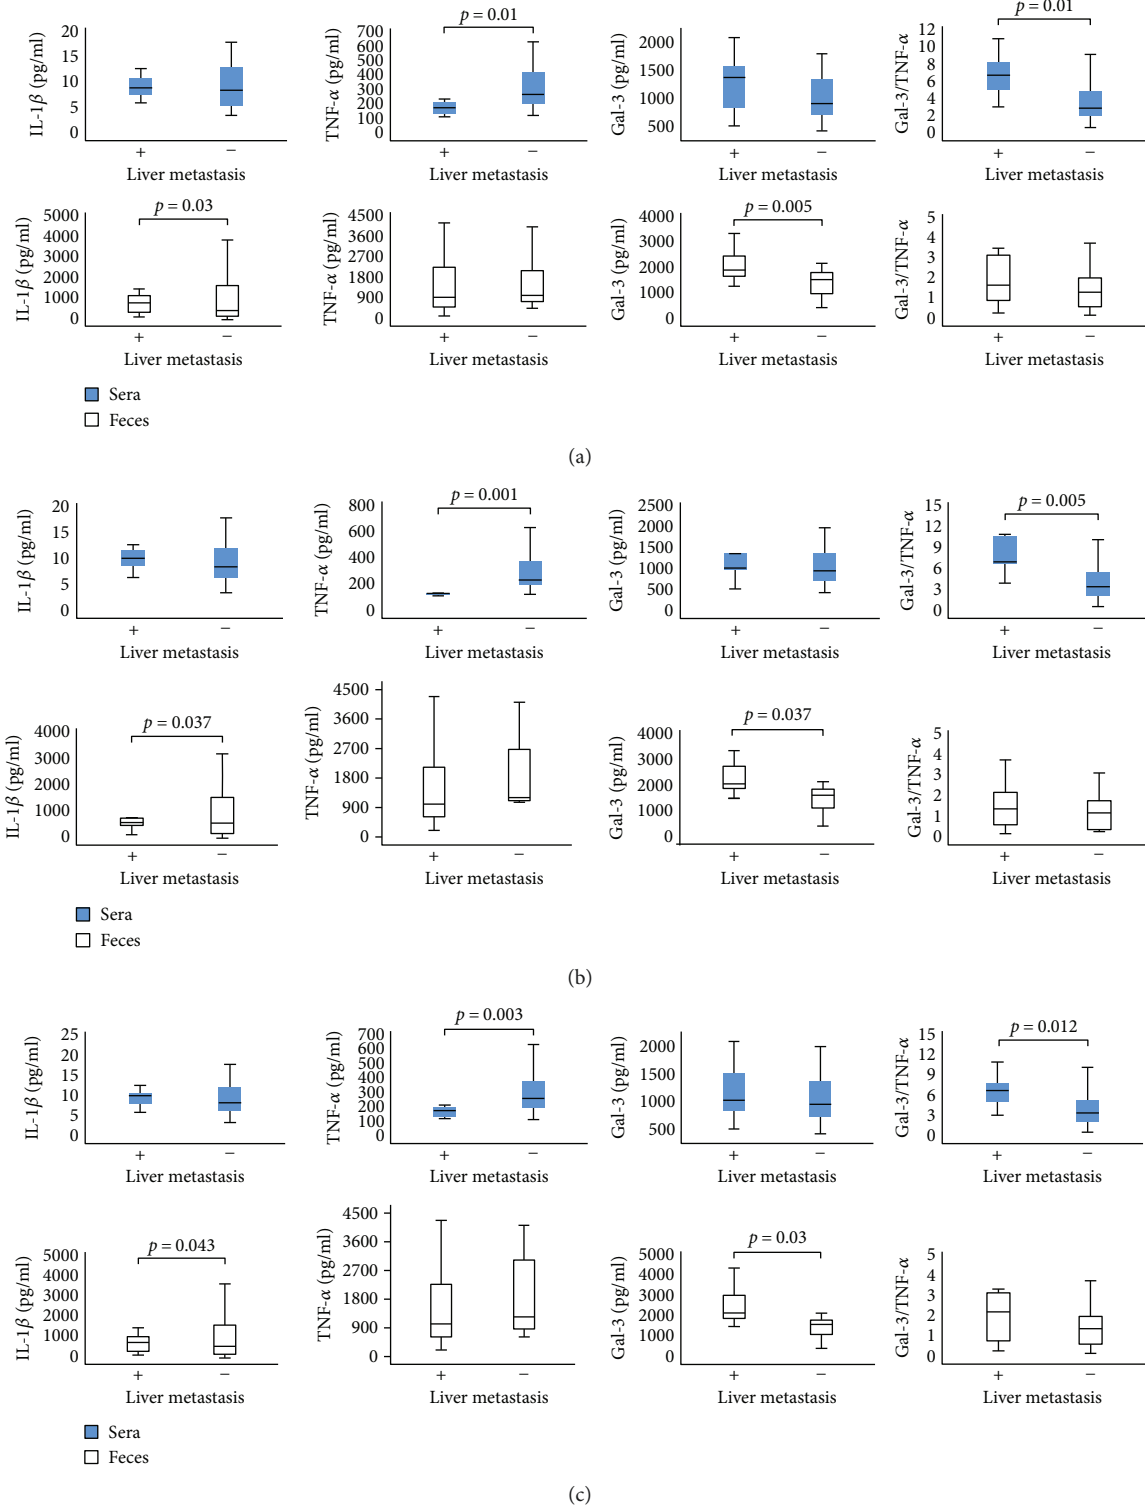 p = 0.01
p = 0.01
IL-1β (pg/ml)
20
15
10
5
0
+
−
Liver metastasis
TNF-α (pg/ml)
700
600
500
400
300
200
100
0
+
−
Liver metastasis
Gal-3 (pg/ml)
2000
1500
1000
500
+
−
Liver metastasis
Gal-3/TNF-α
12
10
8
6
4
2
0
+
−
Liver metastasis
p = 0.03
IL-1β (pg/ml)
5000
4000
3000
2000
1000
0
+
−
Liver metastasis
TNF-α (pg/ml)
4500
3600
2700
1800
900
0
+
−
Liver metastasis
p = 0.005
Gal-3 (pg/ml)
4000
3000
2000
1000
0
+
−
Liver metastasis
Gal-3/TNF-α
5
4
3
2
1
0
+
−
Liver metastasis
Sera
Feces
(a)
IL-1β (pg/ml)
20
15
10
5
0
+
−
Liver metastasis
p = 0.001
TNF-α (pg/ml)
800
600
400
200
0
+
−
Liver metastasis
Gal-3 (pg/ml)
2500
2000
1500
1000
500
0
+
−
Liver metastasis
p = 0.005
Gal-3/TNF-α
15
12
9
6
3
0
+
−
Liver metastasis
p = 0.037
IL-1β (pg/ml)
4000
3000
2000
1000
0
+
−
Liver metastasis
TNF-α (pg/ml)
4500
3600
2700
1800
900
0
+
−
Liver metastasis
p = 0.037
Gal-3 (pg/ml)
4000
3000
2000
1000
0
+
−
Liver metastasis
Gal-3/TNF-α
5
4
3
2
1
0
+
−
Liver metastasis
Sera
Feces
(b)
IL-1β (pg/ml)
25
20
15
10
5
0
+
−
Liver metastasis
p = 0.003
TNF-α (pg/ml)
700
600
500
400
300
200
100
0
+
−
Liver metastasis
Gal-3 (pg/ml)
2000
1500
1000
500
+
−
Liver metastasis
p = 0.012
Gal-3/TNF-α
15
12
9
6
3
0
+
−
Liver metastasis
p = 0.043
IL-1β (pg/ml)
5000
4000
3000
2000
1000
0
+
−
Liver metastasis
TNF-α (pg/ml)
4500
3600
2700
1800
900
0
+
−
Liver metastasis
p = 0.03
Gal-3 (pg/ml)
5000
4000
3000
2000
1000
0
+
−
Liver metastasis
Gal-3/TNF-α
5
4
3
2
1
0
+
−
Liver metastasis
Sera
Feces
(c)